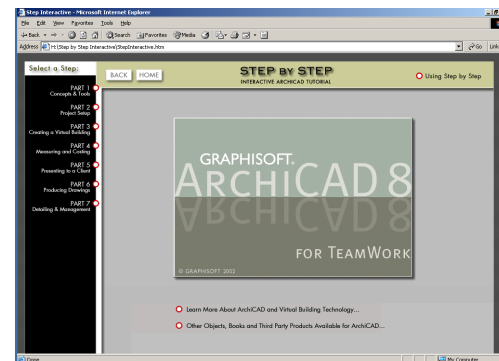 Step Interactive - Microsoft Internet Explorer
File Edit View Favorites Tools Help
Back Search Favorites Media
Address H:\Step by Step Interactive\StepInteractive.htm Go Link
Select a Step:
BACK HOME
STEP BY STEP
INTERACTIVE ARCHICAD TUTORIAL
Using Step by Step
PART 1
Concepts & Tools
PART 2
Project Setup
PART 3
Creating a Virtual Building
PART 4
Measuring and Costing
PART 5
Presenting to a Client
PART 6
Producing Drawings
PART 7
Detailing & Management
GRAPHISOFT.
ARCHICAD 8
FOR TEAMWORK
© GRAPHISOFT 2002
Learn More About ArchiCAD and Virtual Building Technology...
Other Objects, Books and Third Party Products Available for ArchiCAD...
Done My Computer